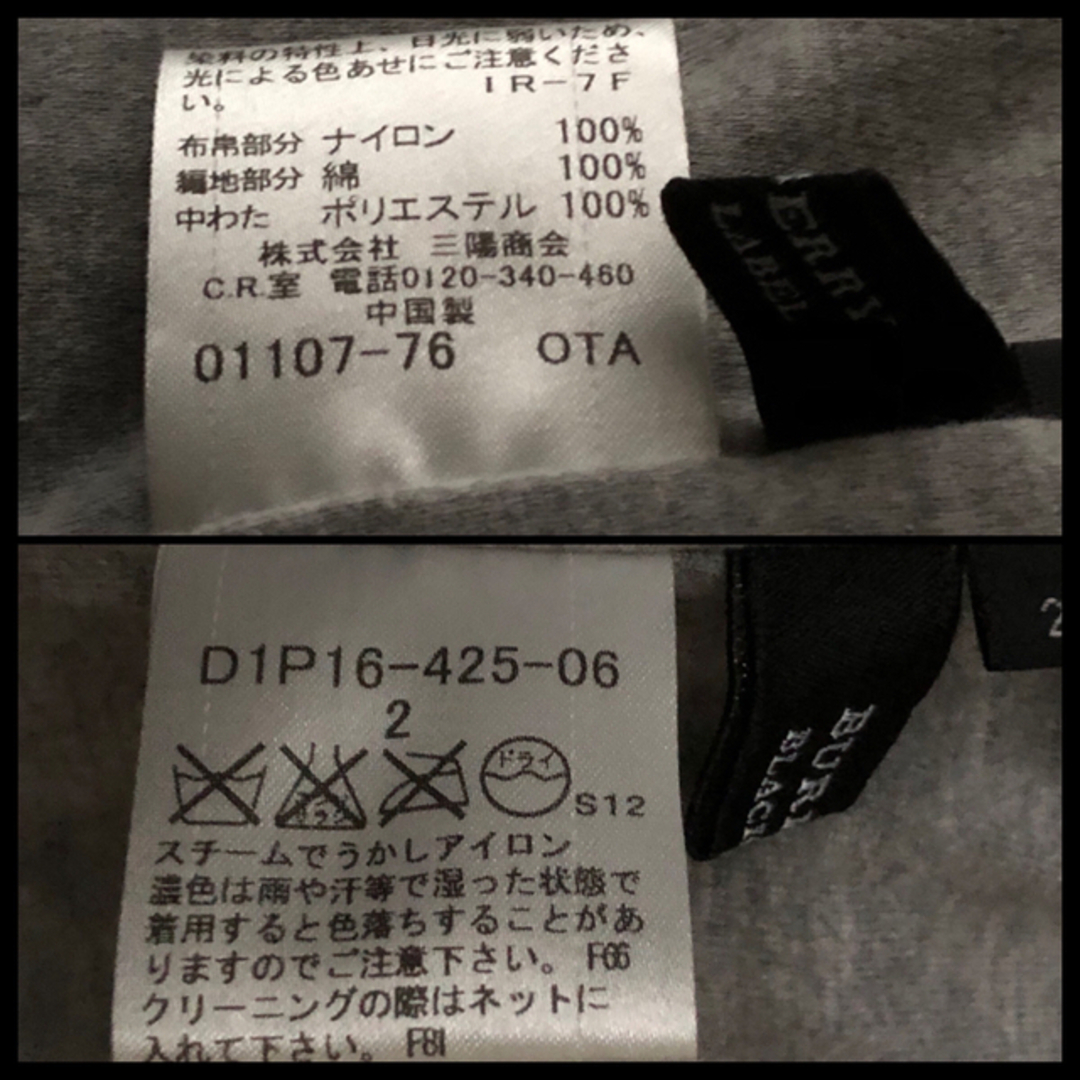 染料の特性上、日光に弱いため、
光による色あせにご注意くださ
い。 IR-7F
布帛部分 ナイロン 100%
編地部分 綿 100%
中わた ポリエステル 100%
株式会社 三陽商会
C.R.室 電話0120-340-460
中国製
01107-76 OTA
ERRY
LABEL
D1P16-425-06
2
ドライ
S12
スチームでうかしアイロン
濃色は雨や汗等で湿った状態で
着用すると色落ちすることがあ
りますのでご注意下さい。 F66
クリーニングの際はネットに
入れて下さい。 F81
BUR
BLAC
2